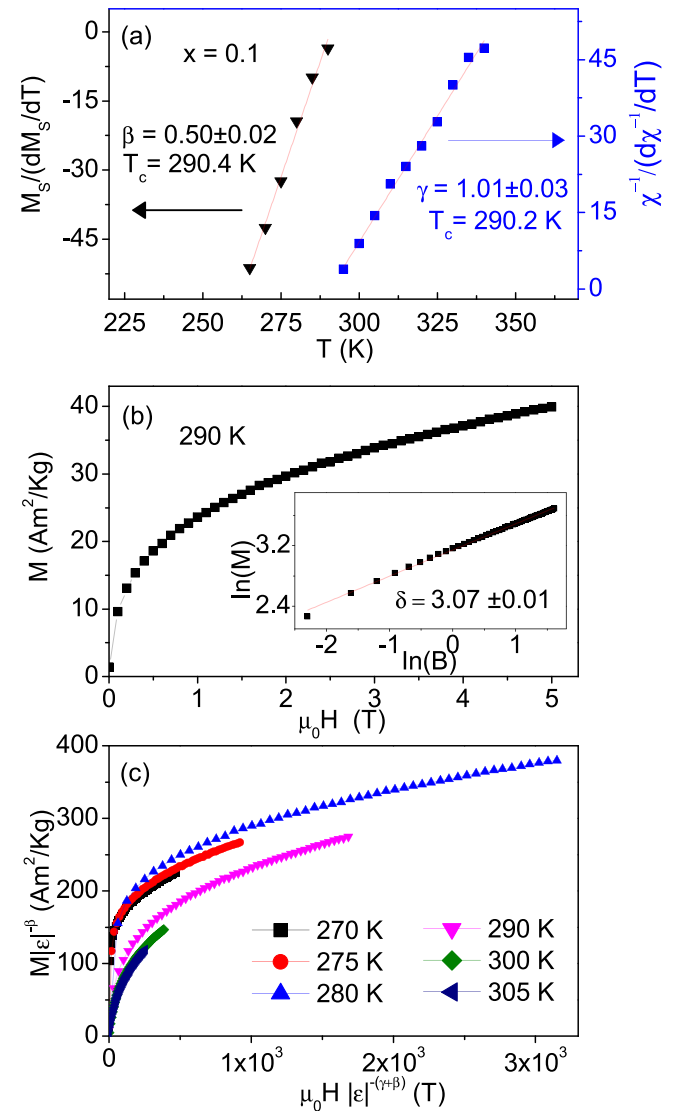 (a)
x = 0.1
β = 0.50±0.02
T_c = 290.4 K
γ = 1.01±0.03
T_c = 290.2 K
M_S/(dM_S/dT)
0
-15
-30
-45
χ⁻¹/(dχ⁻¹/dT)
45
30
15
0
225 250 275 300 325 350
T (K)
(b)
290 K
M (Am²/Kg)
40
30
20
10
0
ln(M)
3.2
2.4
δ = 3.07 ±0.01
-2 -1 0 1
ln(B)
0 1 2 3 4 5
μ₀H (T)
(c)
M|ε|^-β (Am²/Kg)
400
300
200
100
0
270 K 290 K
275 K 300 K
280 K 305 K
0 1x10³ 2x10³ 3x10³
μ₀H |ε|^-(γ+β) (T)